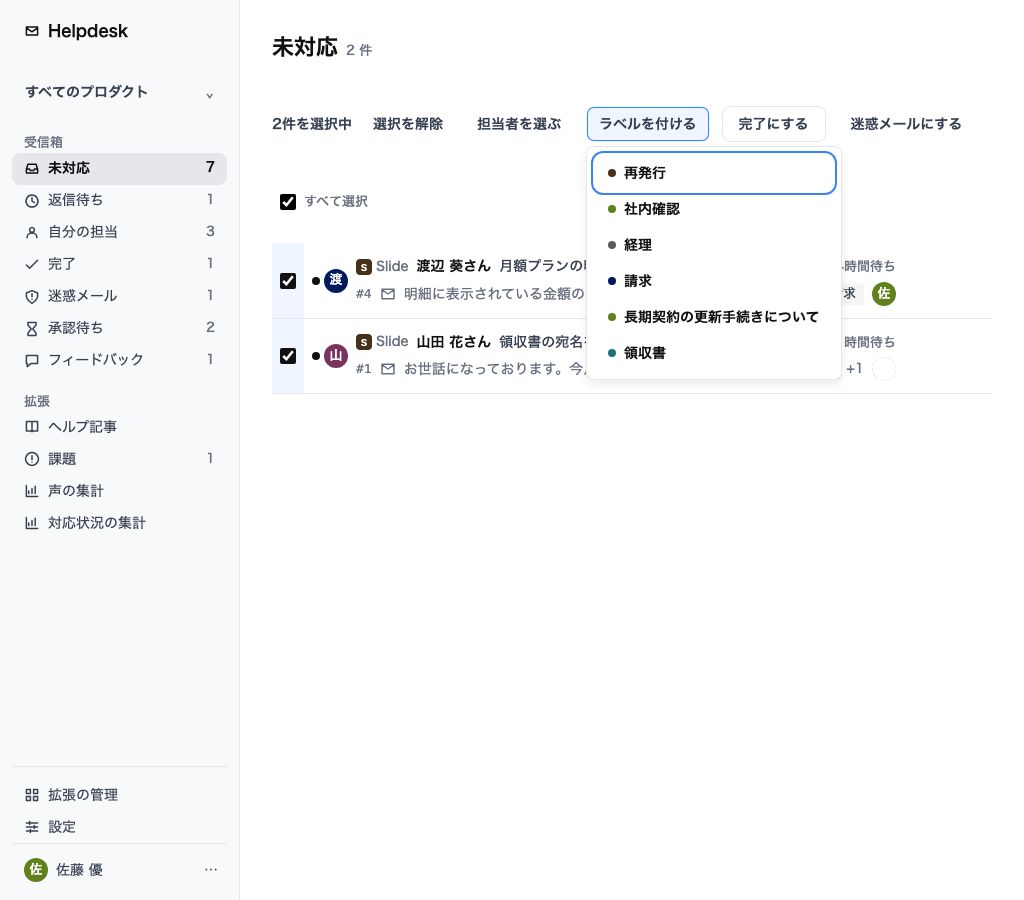 Helpdesk
すべてのプロダクト
受信箱
未対応 7
返信待ち 1
自分の担当 3
完了 1
迷惑メール 1
承認待ち 2
フィードバック 1
拡張
ヘルプ記事
課題 1
声の集計
対応状況の集計
拡張の管理
設定
佐 佐藤 優 …
未対応 2 件
2件を選択中 選択を解除 担当者を選ぶ ラベルを付ける 完了にする 迷惑メールにする
再発行
社内確認
経理
請求
長期契約の更新手続きについて
領収書
すべて選択
渡 S Slide 渡辺 葵さん 月額プランの 時間待ち
#4 明細に表示されている金額の 求 佐
山 S Slide 山田 花さん 領収書の宛名 時間待ち
#1 お世話になっております。今 +1